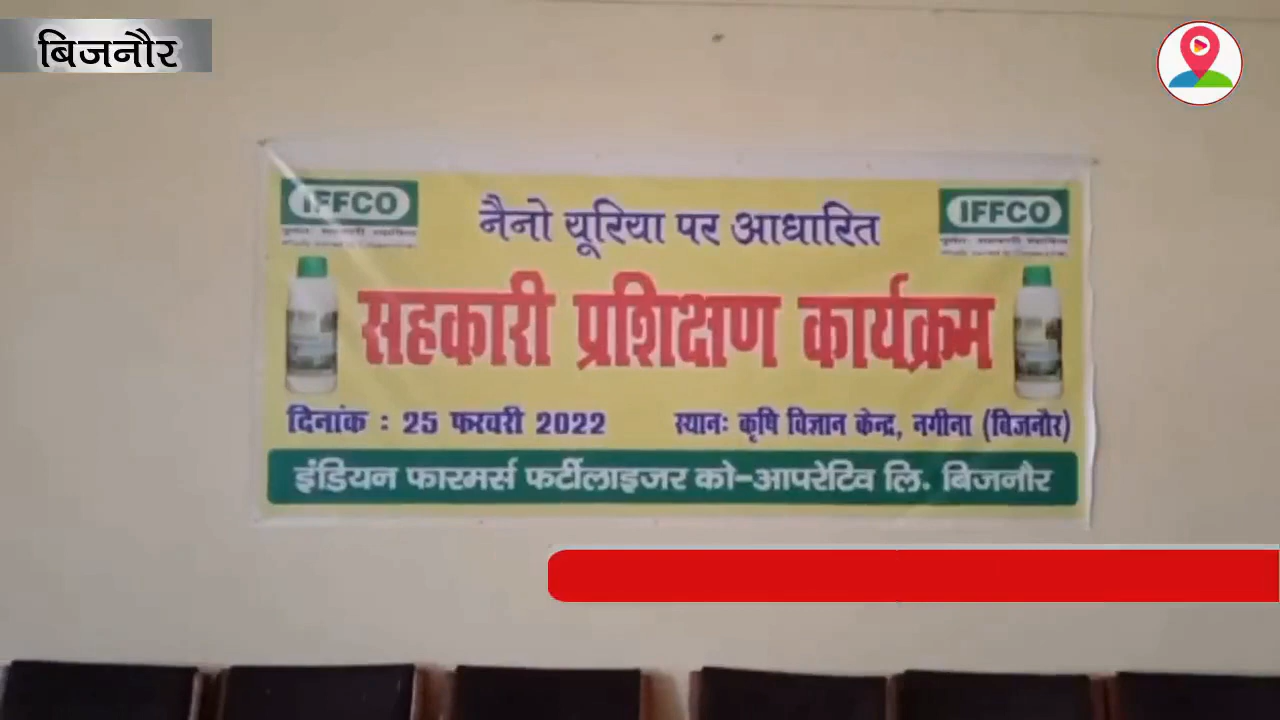 बिजनौर
IFFCO
IFFCO
नैनो यूरिया पर आधारित
सहकारी प्रशिक्षण कार्यक्रम
दिनांक : 25 फरवरी 2022
स्थानः कृषि विज्ञान केन्द्र, नगीना (बिजनौर)
इंडियन फारमर्स फर्टीलाइजर को-आपरेटिव लि. बिजनौर